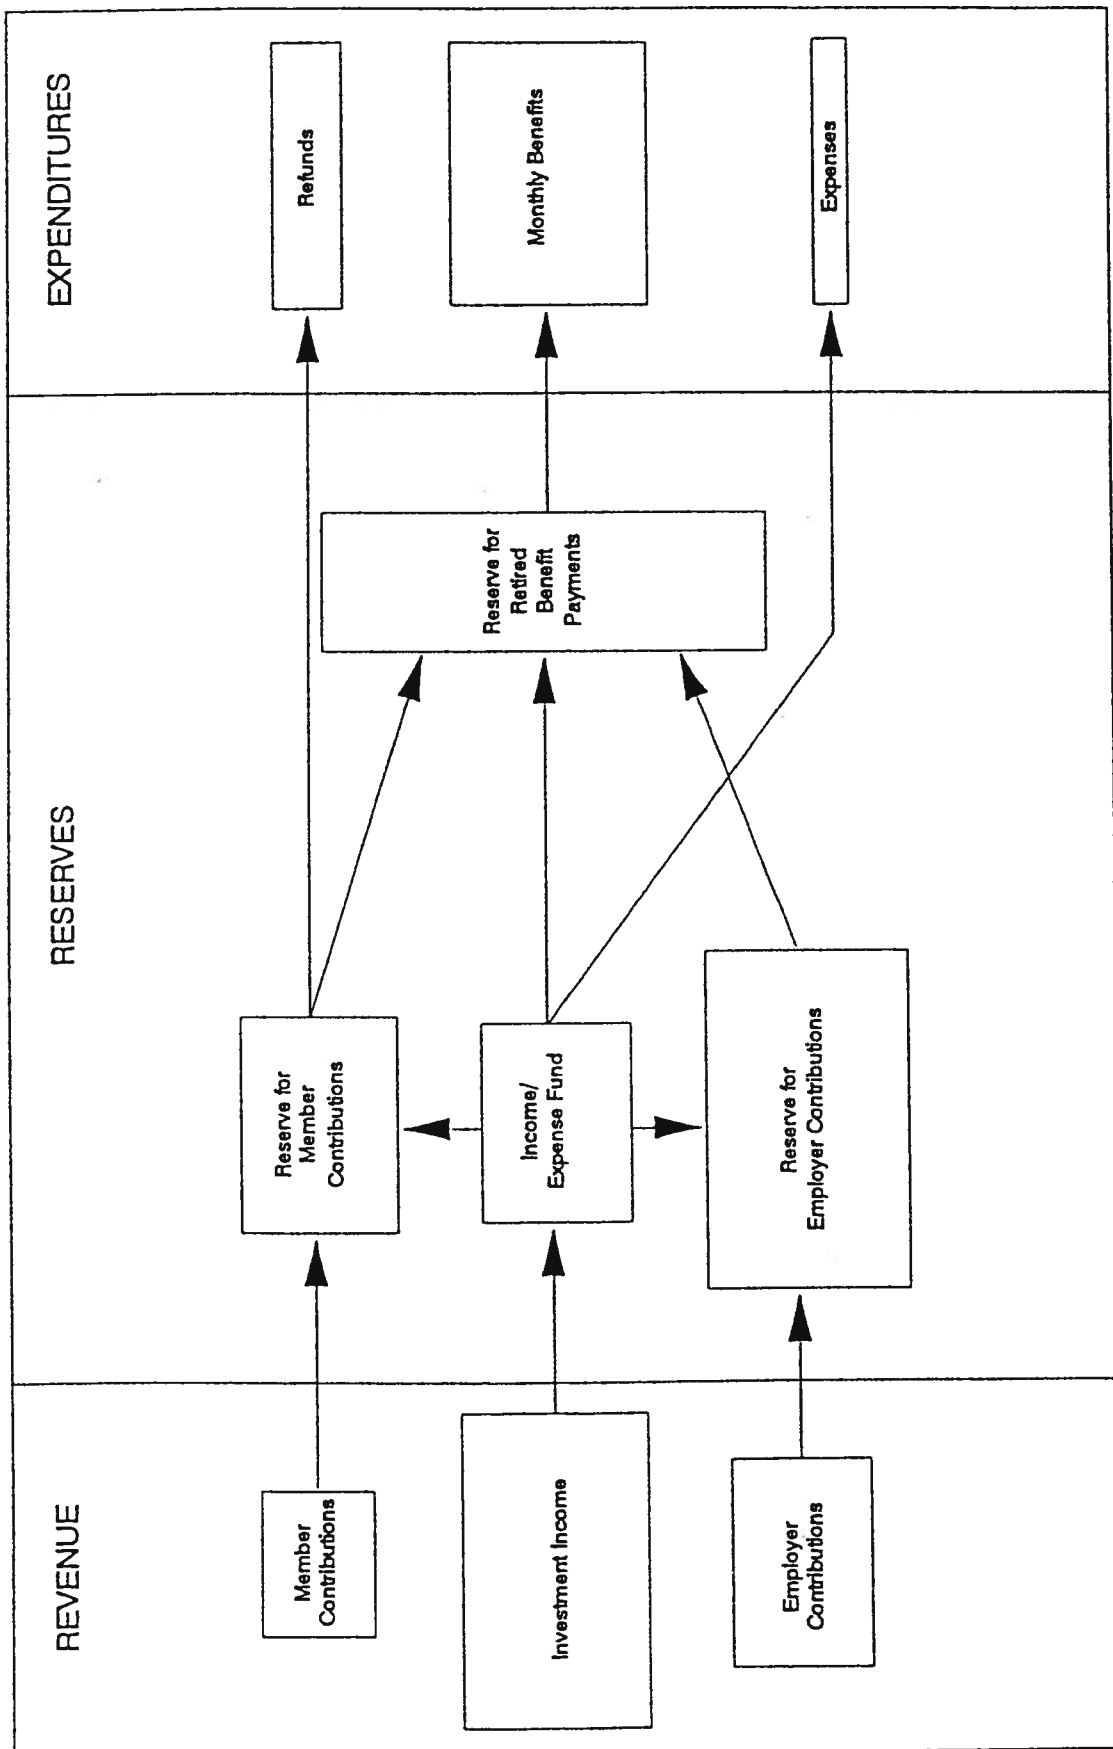 REVENUE
RESERVES
EXPENDITURES
Member
Contributions
Investment Income
Employer
Contributions
Reserve for
Member
Contributions
Income/
Expense Fund
Reserve for
Employer Contributions
Reserve for
Retired
Benefit
Payments
Refunds
Monthly Benefits
Expenses